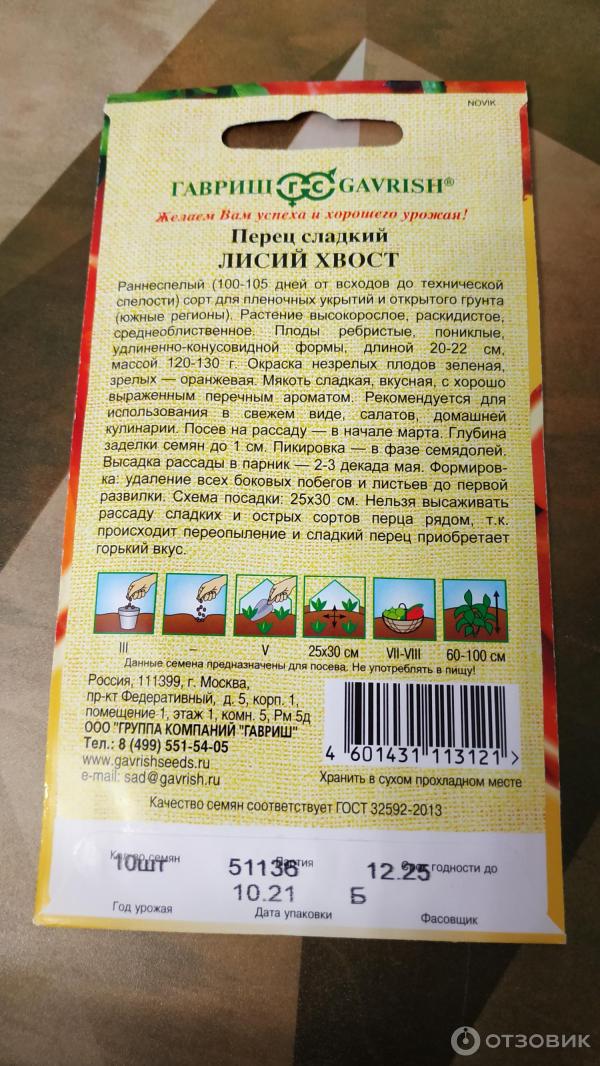 NOVIK
ГАВРИШ ГС GAVRISH®
Желаем Вам успеха и хорошего урожая!
Перец сладкий
ЛИСИЙ ХВОСТ
Раннеспелый (100-105 дней от всходов до технической
спелости) сорт для пленочных укрытий и открытого грунта
(южные регионы). Растение высокорослое, раскидистое,
среднеоблиственное. Плоды ребристые, пониклые,
удлиненно-конусовидной формы, длиной 20-22 см,
массой 120-130 г. Окраска незрелых плодов зеленая,
зрелых — оранжевая. Мякоть сладкая, вкусная, с хорошо
выраженным перечным ароматом. Рекомендуется для
использования в свежем виде, салатов, домашней
кулинарии. Посев на рассаду — в начале марта. Глубина
заделки семян до 1 см. Пикировка — в фазе семядолей.
Высадка рассады в парник — 2-3 декада мая. Формиров-
ка: удаление всех боковых побегов и листьев до первой
развилки. Схема посадки: 25х30 см. Нельзя высаживать
рассаду сладких и острых сортов перца рядом, т.к.
происходит переопыление и сладкий перец приобретает
горький вкус.
III – V 25х30 см VII-VIII 60-100 см
Данные семена предназначены для посева. Не употреблять в пищу!
Россия, 111399, г. Москва,
пр-кт Федеративный, д. 5, корп. 1,
помещение 1, этаж 1, комн. 5, Рм 5д
ООО "ГРУППА КОМПАНИЙ "ГАВРИШ"
Тел.: 8 (499) 551-54-05
www.gavrishseeds.ru
e-mail: sad@gavrish.ru
4 601431 113121 >
Хранить в сухом прохладном месте
Качество семян соответствует ГОСТ 32592-2013
Кол-во семян Партия Срок годности до
10шт 51136 12.25
10.21 Б
Год урожая Дата упаковки Фасовщик
ОТЗОВИК